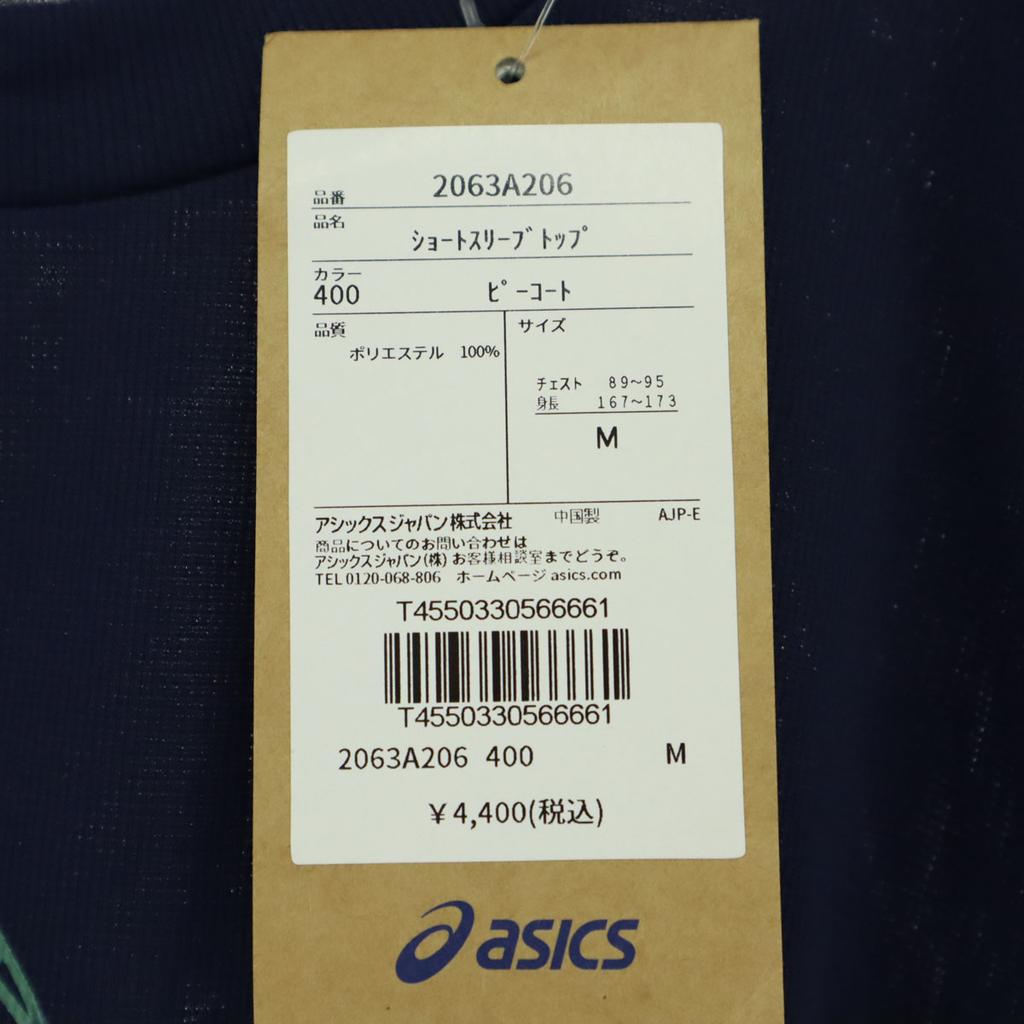 品番 2063A206
品名
ｼｮｰﾄｽﾘｰﾌﾞﾄｯﾌﾟ
カラー
400 ﾋﾟｰｺｰﾄ
品質 サイズ
ポリエステル 100%
チェスト 89~95
身長 167~173
M
アシックスジャパン株式会社 中国製 AJP-E
商品についてのお問い合わせは
アシックスジャパン(株)お客様相談室までどうぞ。
TEL 0120-068-806 ホームページ asics.com
T4550330566661
T4550330566661
2063A206 400 M
¥4,400(税込)
asics